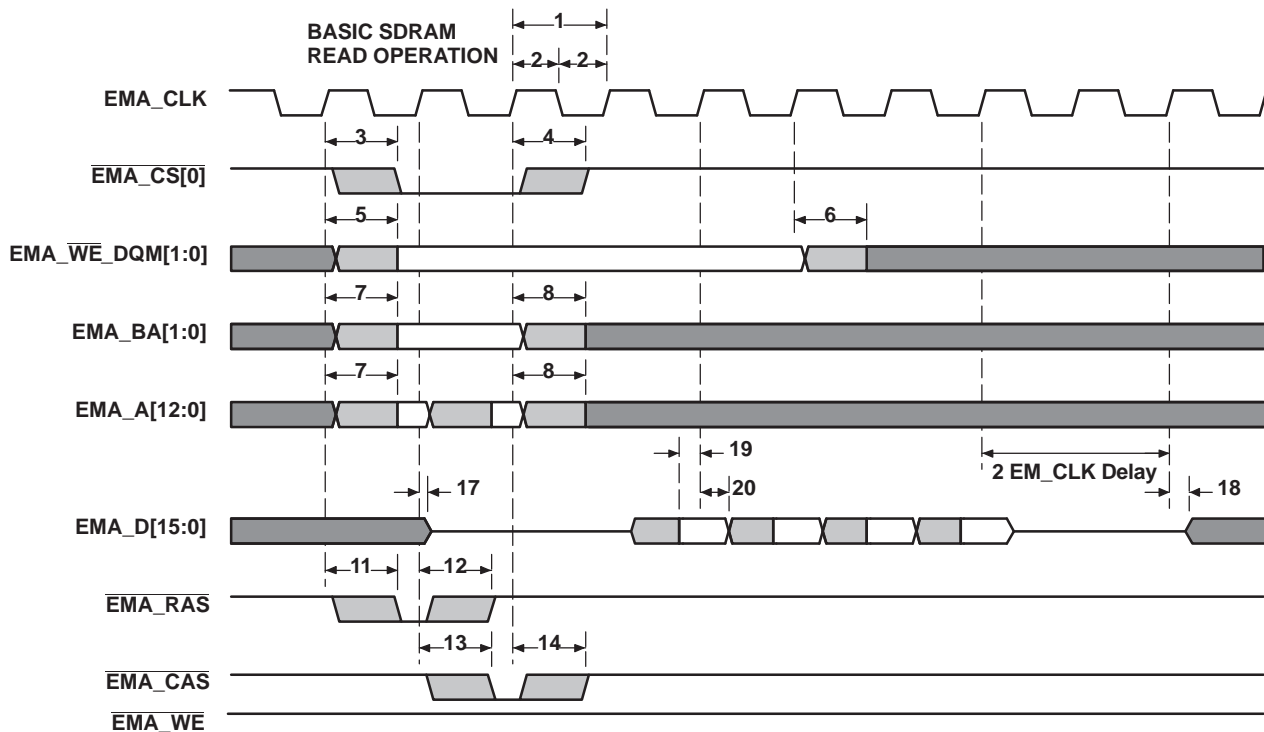 1
BASIC SDRAM
READ OPERATION
2 2
EMA_CLK
3 4
EMA_CS[0]
5 6
EMA_WE_DQM[1:0]
7 8
EMA_BA[1:0]
7 8
EMA_A[12:0]
19
2 EM_CLK Delay
17 20 18
EMA_D[15:0]
11 12
EMA_RAS
13 14
EMA_CAS
EMA_WE